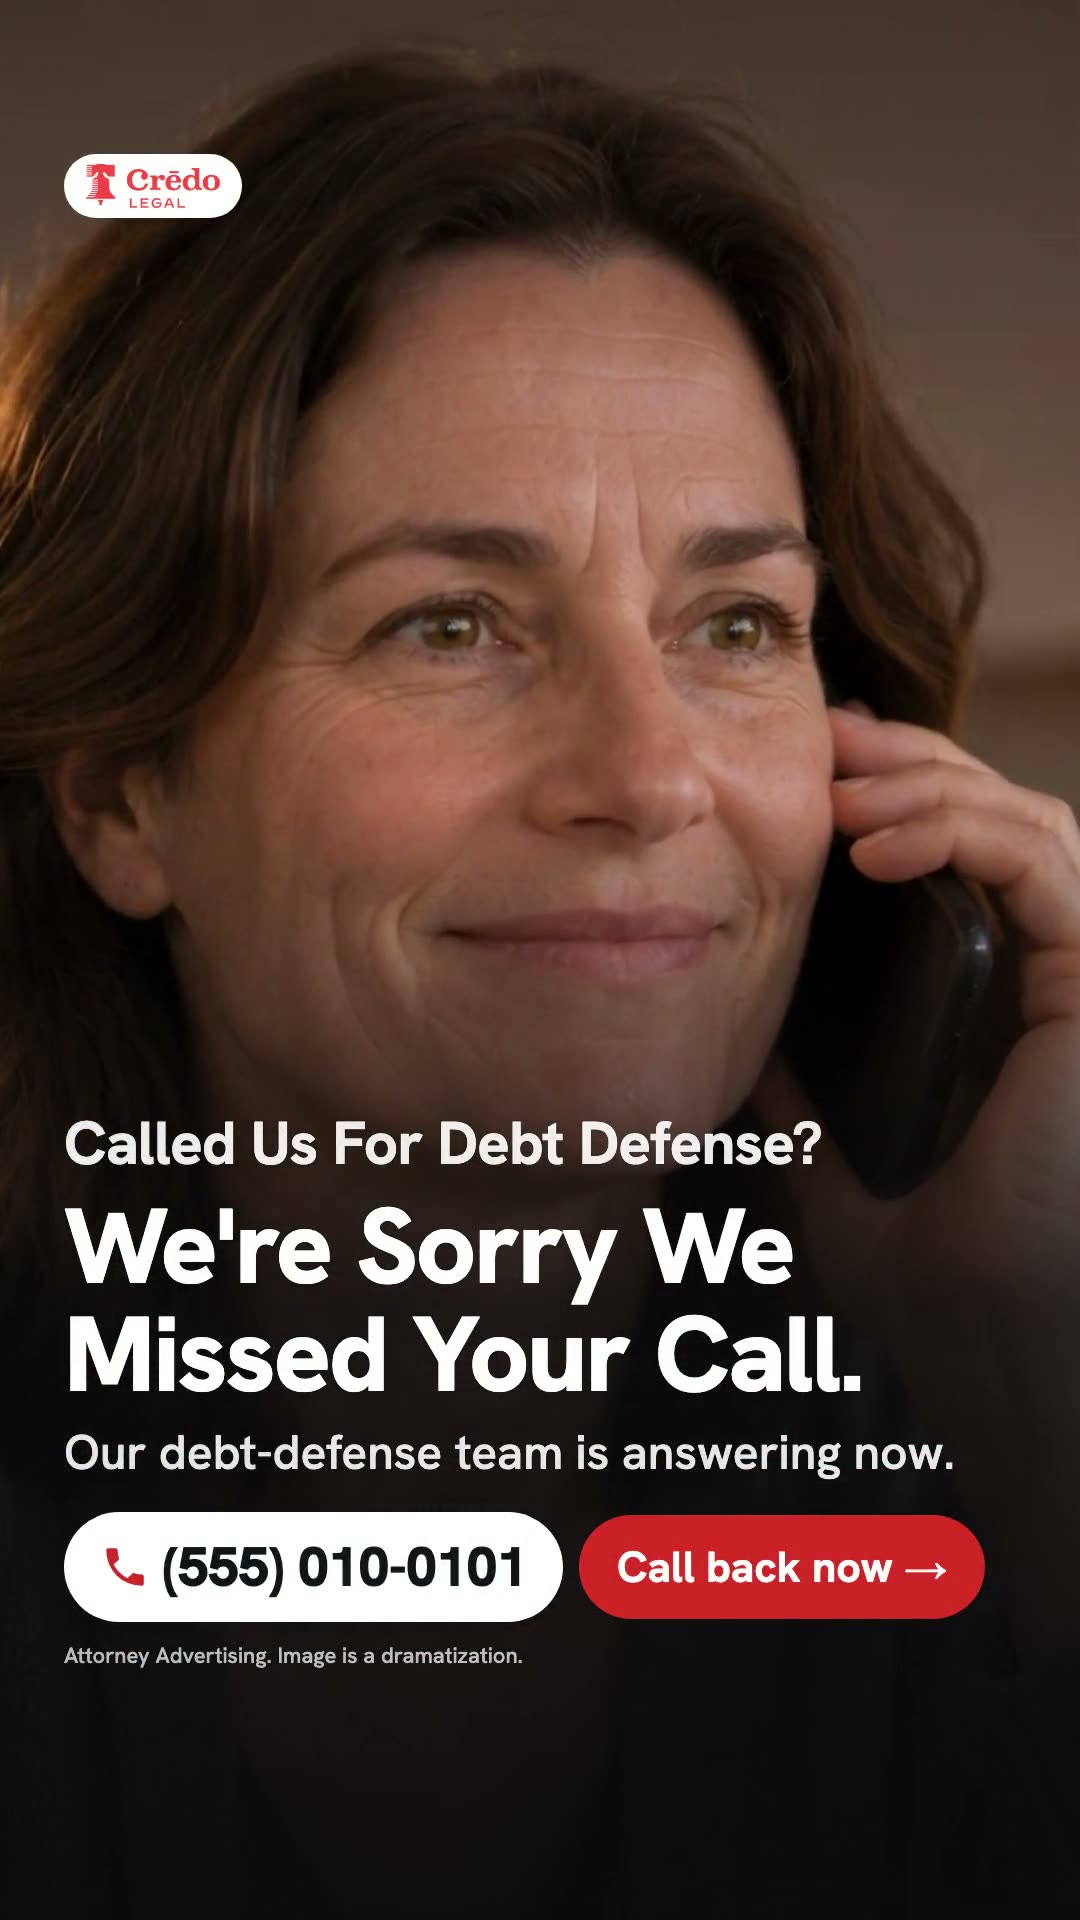 Crēdo
LEGAL
Called Us For Debt Defense?
We're Sorry We
Missed Your Call.
Our debt-defense team is answering now.
(555) 010-0101
Call back now →
Attorney Advertising. Image is a dramatization.